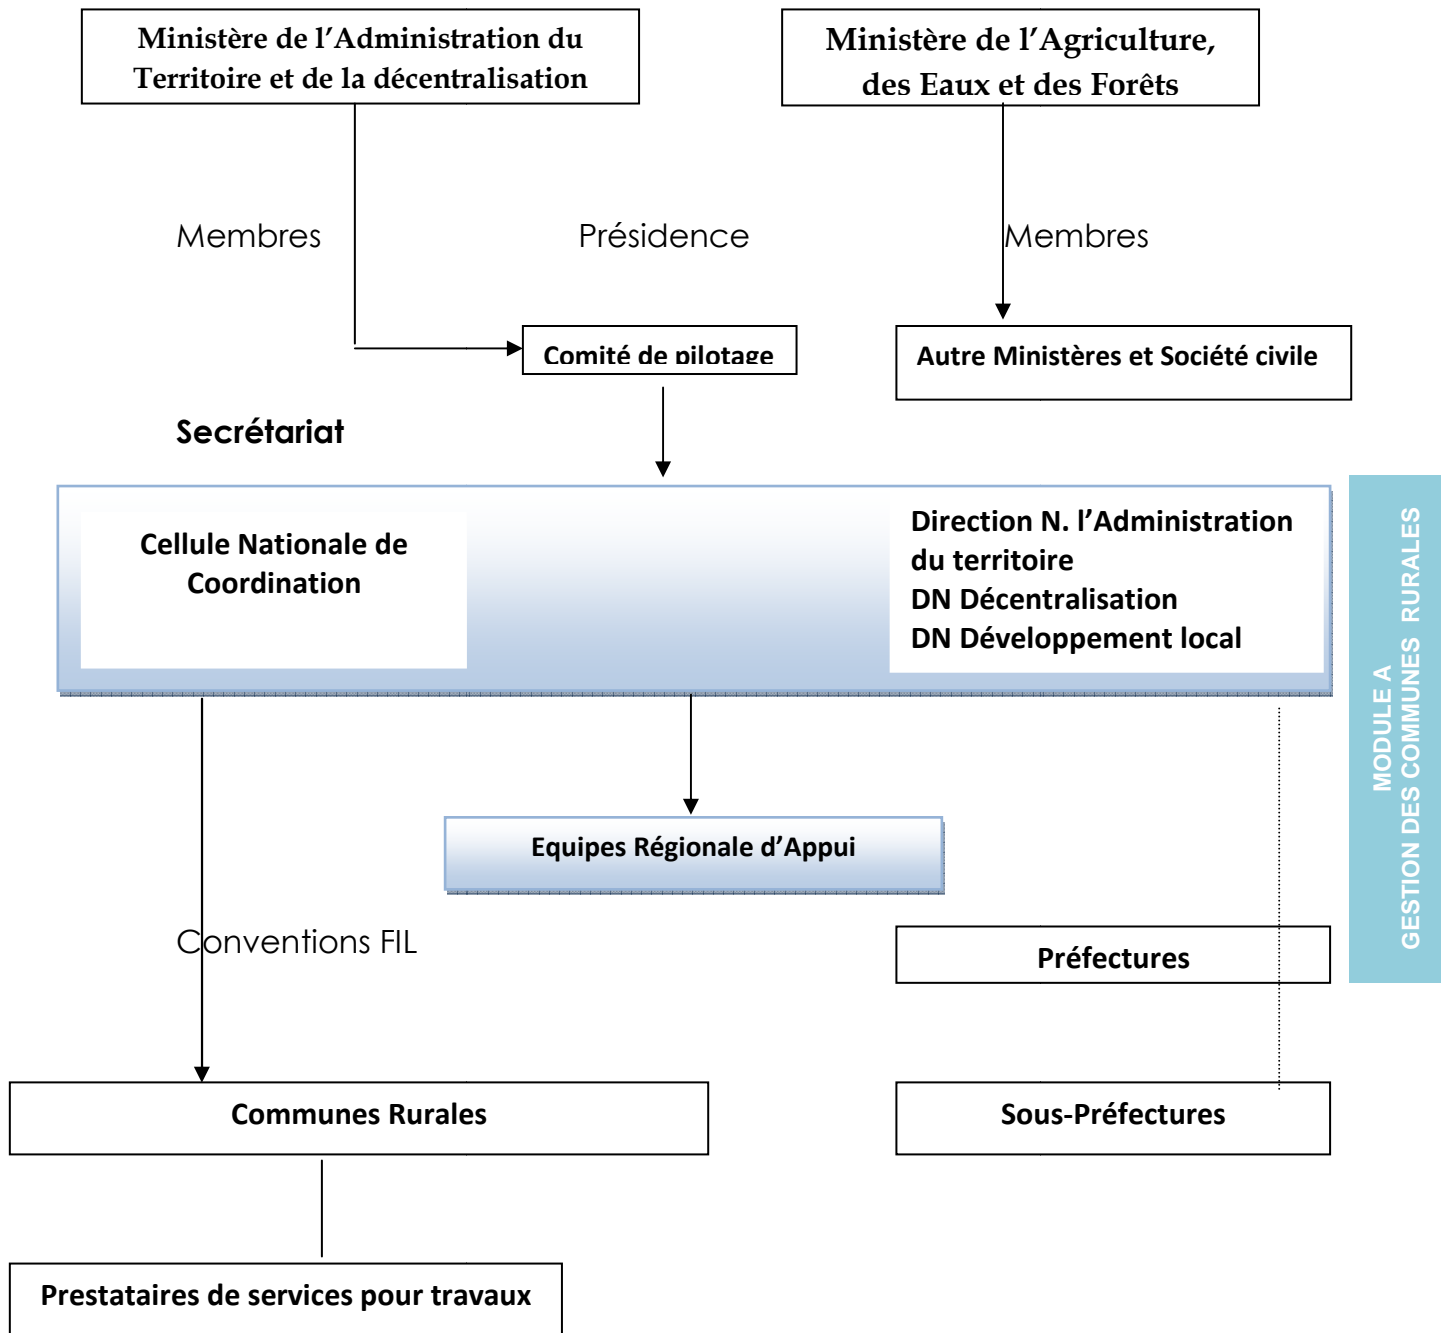 Ministère de l’Administration du
Territoire et de la décentralisation
Ministère de l’Agriculture,
des Eaux et des Forêts
Membres
Présidence
Membres
Comité de pilotage
Autre Ministères et Société civile
Secrétariat
Cellule Nationale de
Coordination
Direction N. l’Administration
du territoire
DN Décentralisation
DN Développement local
MODULE A
GESTION DES COMMUNES RURALES
Equipes Régionale d’Appui
Conventions FIL
Préfectures
Communes Rurales
Sous-Préfectures
Prestataires de services pour travaux